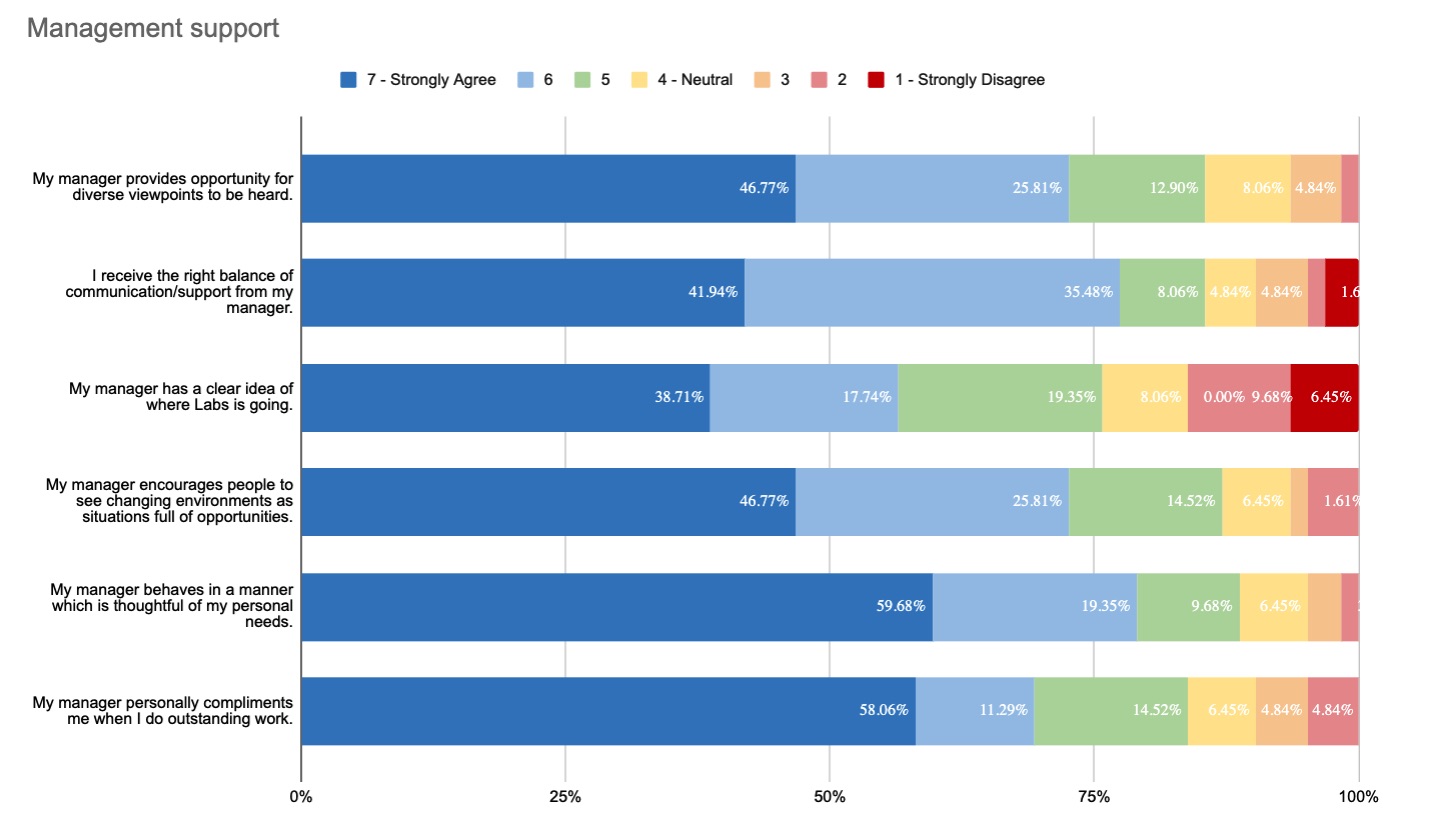 Management support
7 - Strongly Agree 6 5 4 - Neutral 3 2 1 - Strongly Disagree
My manager provides opportunity for
diverse viewpoints to be heard.
46.77% 25.81% 12.90% 8.06% 4.84%
I receive the right balance of
communication/support from my
manager.
41.94% 35.48% 8.06% 4.84% 4.84% 1.6
My manager has a clear idea of
where Labs is going.
38.71% 17.74% 19.35% 8.06% 0.00% 9.68% 6.45%
My manager encourages people to
see changing environments as
situations full of opportunities.
46.77% 25.81% 14.52% 6.45% 1.61%
My manager behaves in a manner
which is thoughtful of my personal
needs.
59.68% 19.35% 9.68% 6.45%
My manager personally compliments
me when I do outstanding work.
58.06% 11.29% 14.52% 6.45% 4.84% 4.84%
0% 25% 50% 75% 100%